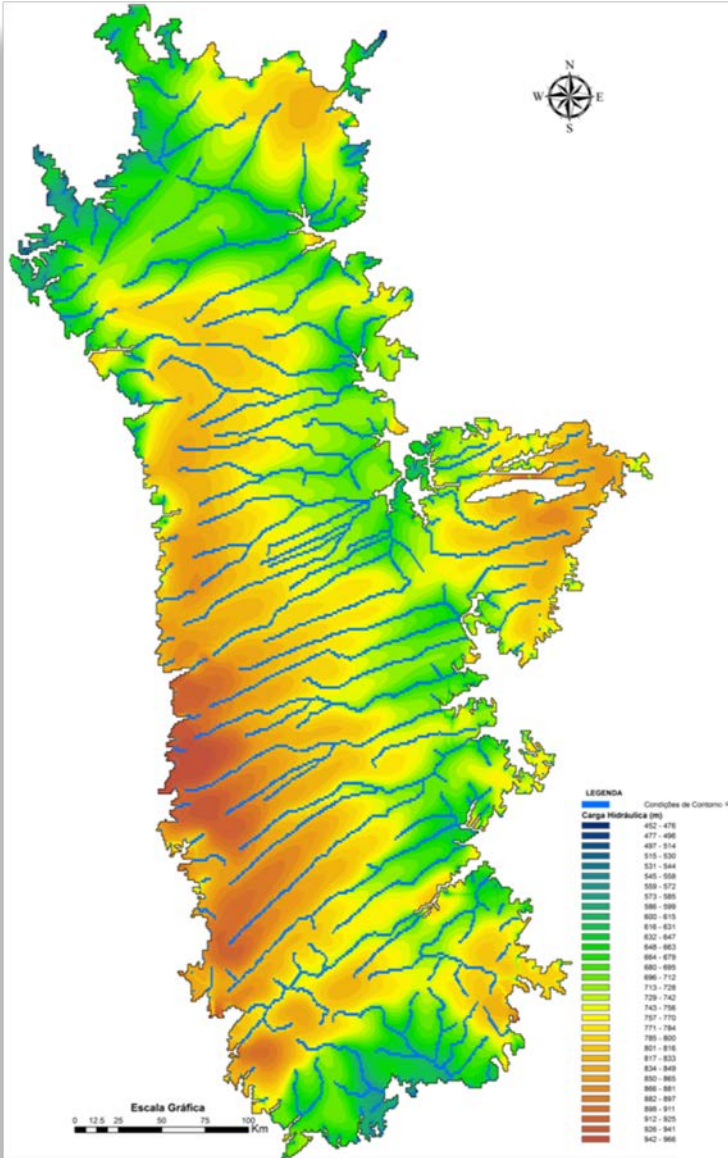 N
W E
S
LEGENDA
Condições de Contorno
Carga Hidráulica (m)
452 - 476
477 - 496
497 - 514
515 - 530
531 - 544
545 - 558
559 - 572
573 - 585
586 - 599
600 - 615
616 - 631
632 - 647
648 - 663
664 - 679
680 - 695
696 - 712
713 - 728
729 - 742
743 - 756
757 - 770
771 - 784
785 - 800
801 - 816
817 - 833
834 - 849
850 - 865
866 - 881
882 - 897
898 - 911
912 - 925
926 - 941
942 - 966
Escala Gráfica
0 12.5 25 50 75 100
Km